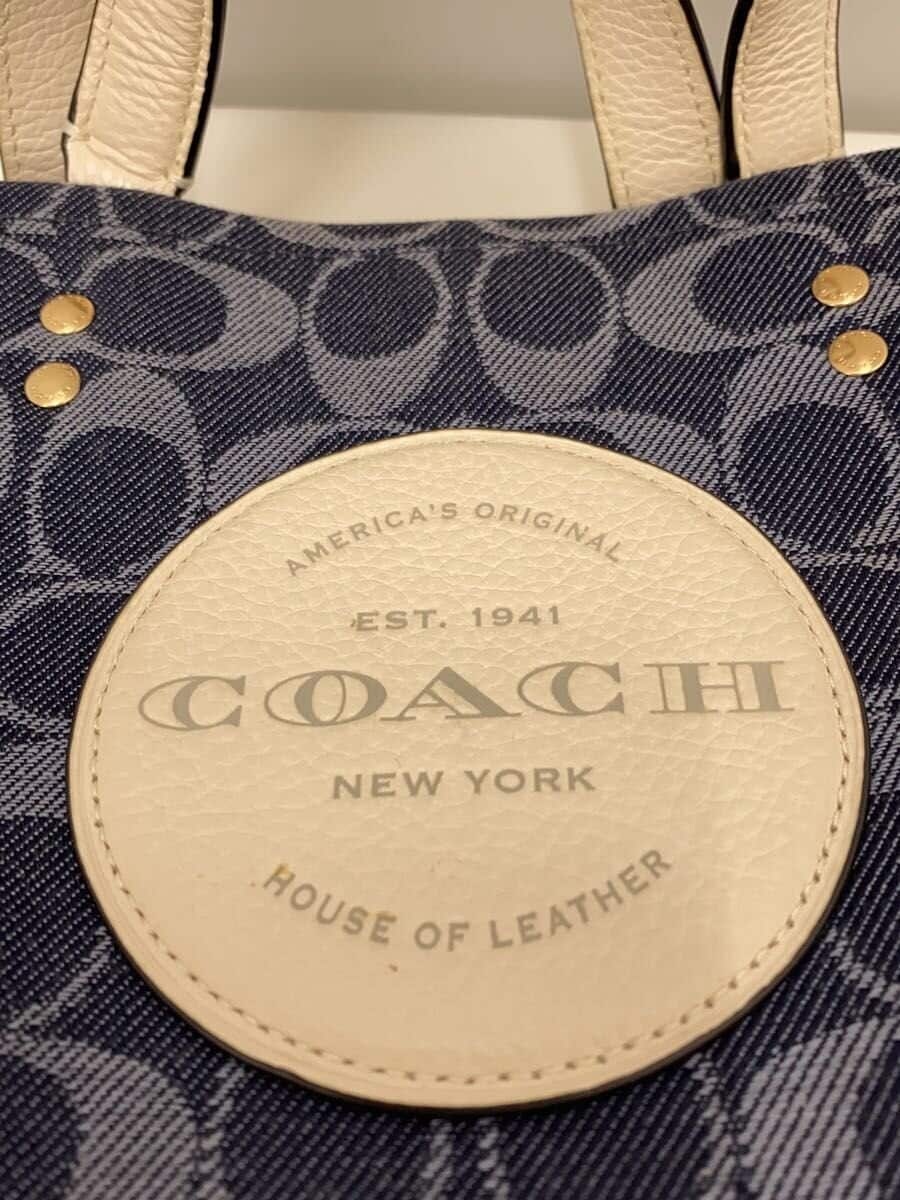 AMERICA'S ORIGINAL
EST. 1941
COACH
NEW YORK
HOUSE OF LEATHER